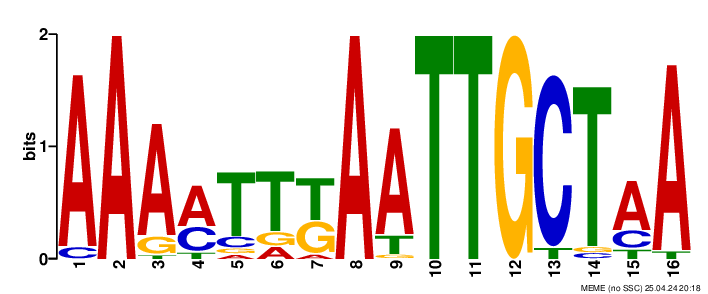 2
bits
1
0
AAAATTTAATTGCTAA
C G C C G G T T G C T
T T G A A G C T
1 2 3 4 5 6 7 8 9 10 11 12 13 14 15 16
MEME (no SSC) 25.04.24 20:18